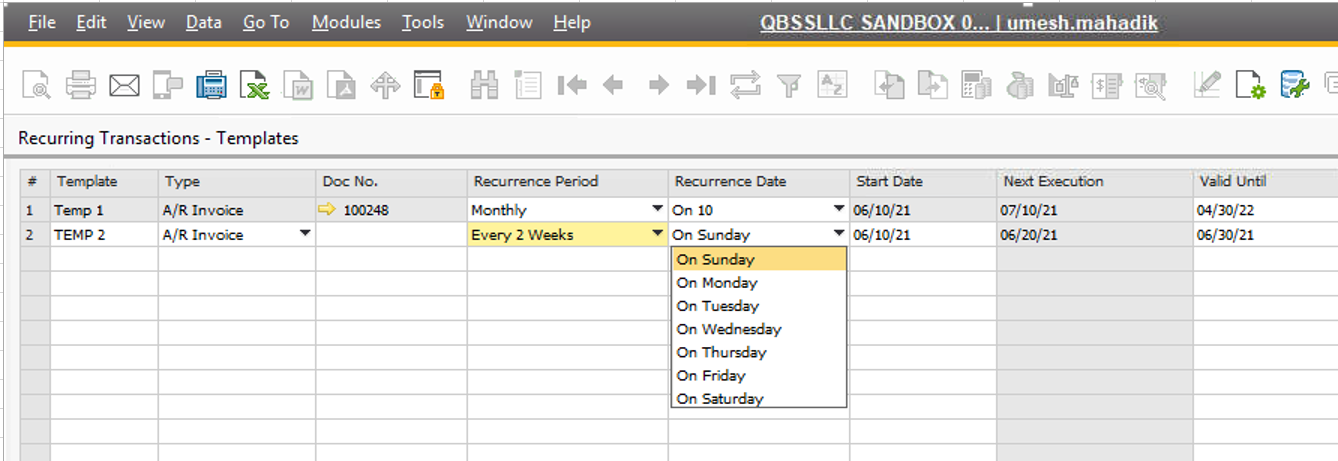 File Edit View Data Go To Modules Tools Window Help QBSSLLC SANDBOX 0... | umesh.mahadik
Recurring Transactions - Templates
# Template Type Doc No. Recurrence Period Recurrence Date Start Date Next Execution Valid Until
1 Temp 1 A/R Invoice 100248 Monthly On 10 06/10/21 07/10/21 04/30/22
2 TEMP 2 A/R Invoice Every 2 Weeks On Sunday 06/10/21 06/20/21 06/30/21
On Sunday
On Monday
On Tuesday
On Wednesday
On Thursday
On Friday
On Saturday